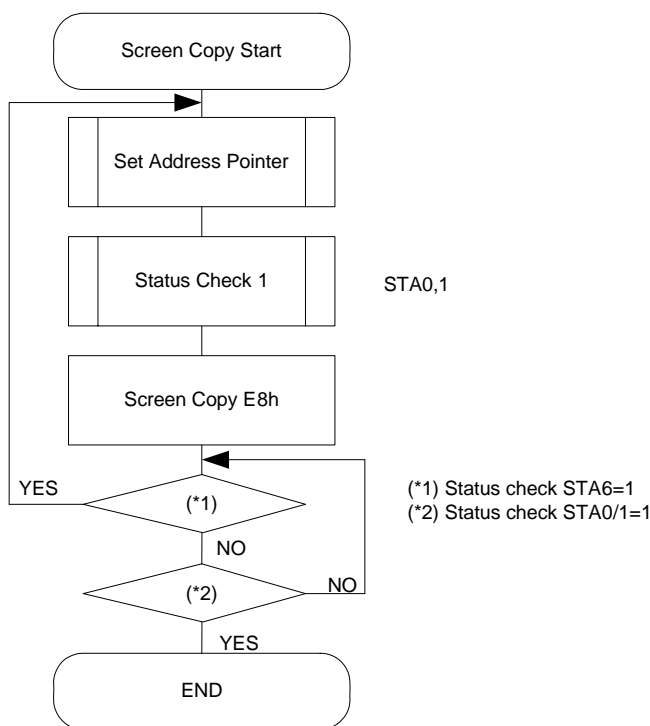 Screen Copy Start
Set Address Pointer
Status Check 1
STA0,1
Screen Copy E8h
YES
(*1)
(*1) Status check STA6=1
(*2) Status check STA0/1=1
NO
(*2)
NO
YES
END